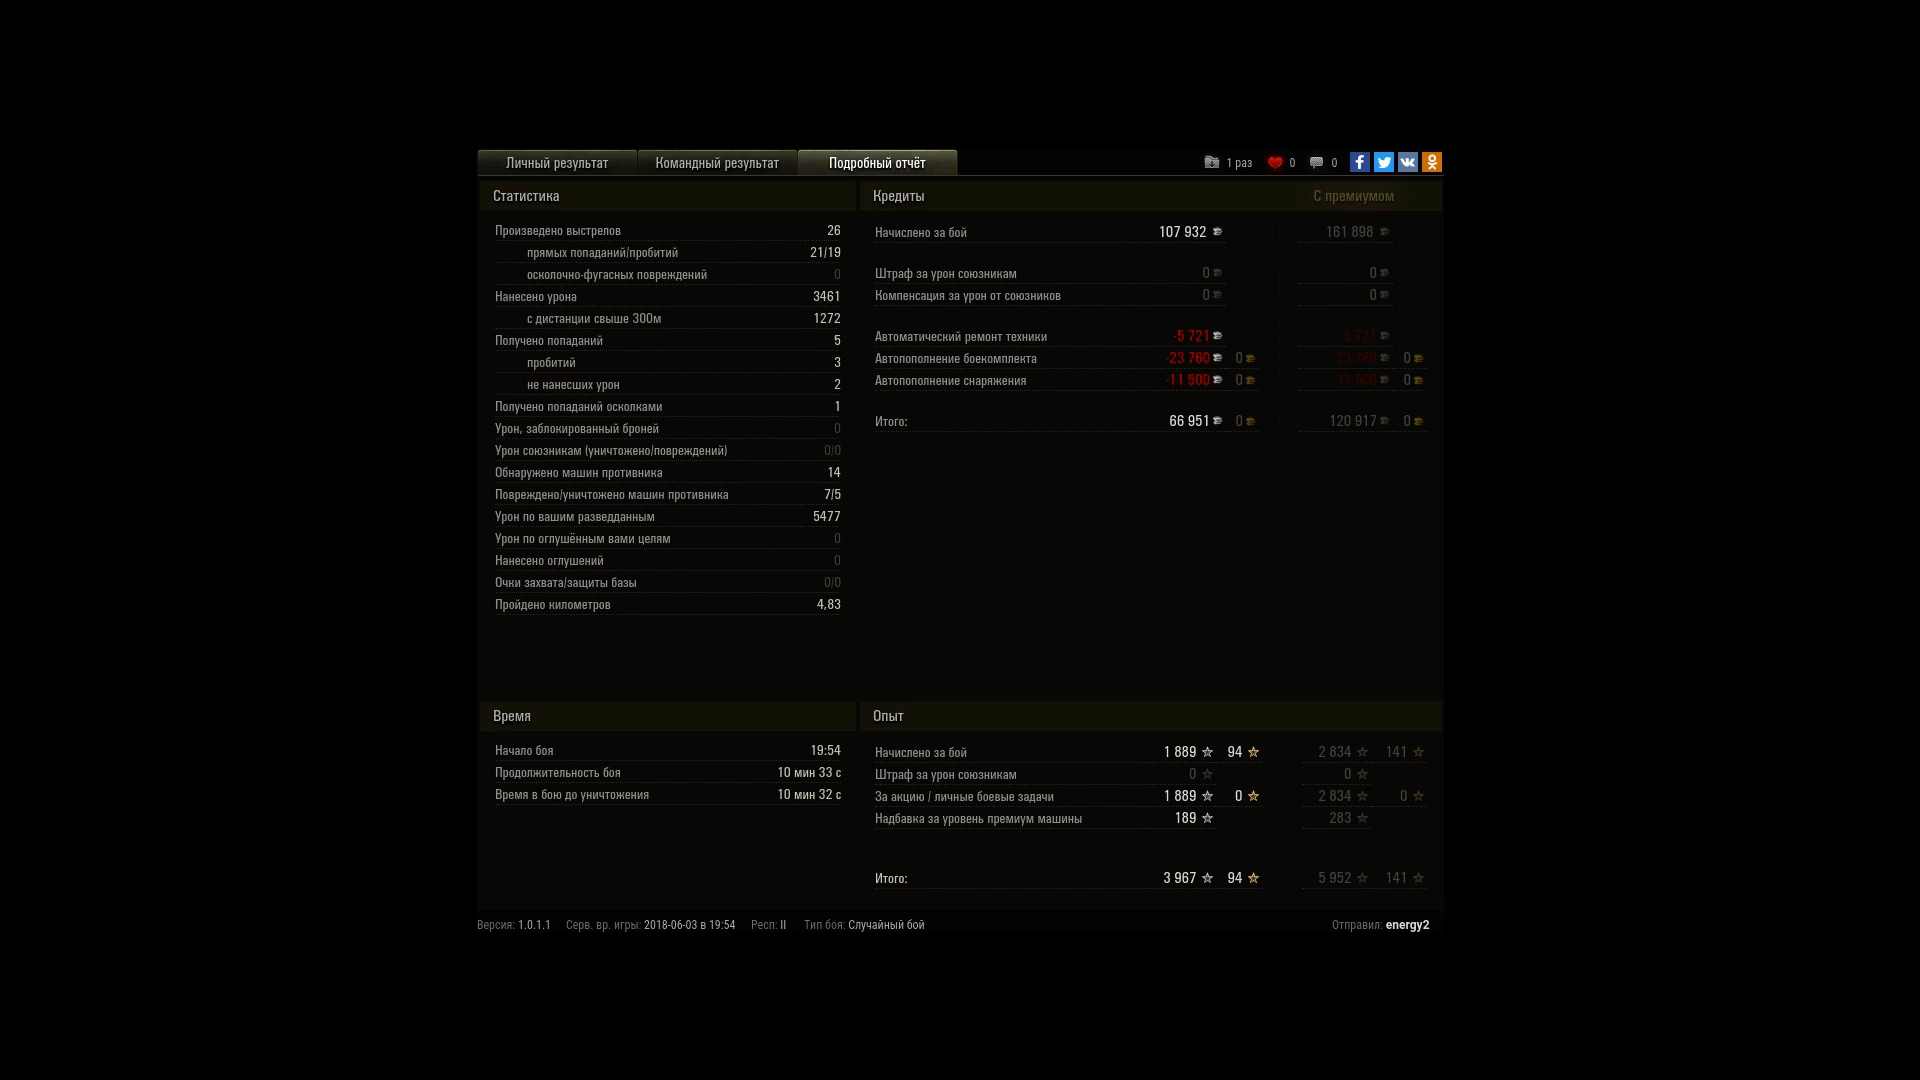 Личный результат Командный результат Подробный отчёт 1 раз 0 0
Статистика
Произведено выстрелов 26
прямых попаданий/пробитий 21/19
осколочно-фугасных повреждений 0
Нанесено урона 3461
с дистанции свыше 300м 1272
Получено попаданий 5
пробитий 3
не нанесших урон 2
Получено попаданий осколками 1
Урон, заблокированный броней 0
Урон союзникам (уничтожено/повреждений) 0/0
Обнаружено машин противника 14
Повреждено/уничтожено машин противника 7/5
Урон по вашим разведданным 5477
Урон по оглушённым вами целям 0
Нанесено оглушений 0
Очки захвата/защиты базы 0/0
Пройдено километров 4,83
Кредиты С премиумом
Начислено за бой 107 932 161 898
Штраф за урон союзникам 0 0
Компенсация за урон от союзников 0 0
Автоматический ремонт техники -5 721 -5 721
Автопополнение боекомплекта -23 760 0 -23 760 0
Автопополнение снаряжения -11 500 0 -11 500 0
Итого: 66 951 0 120 917 0
Время
Начало боя 19:54
Продолжительность боя 10 мин 33 с
Время в бою до уничтожения 10 мин 32 с
Опыт
Начислено за бой 1 889 94 2 834 141
Штраф за урон союзникам 0 0
За акцию / личные боевые задачи 1 889 0 2 834 0
Надбавка за уровень премиум машины 189 283
Итого: 3 967 94 5 952 141
Версия: 1.0.1.1 Серв. вр. игры: 2018-06-03 в 19:54 Респ: II Тип боя: Случайный бой Отправил: energy2